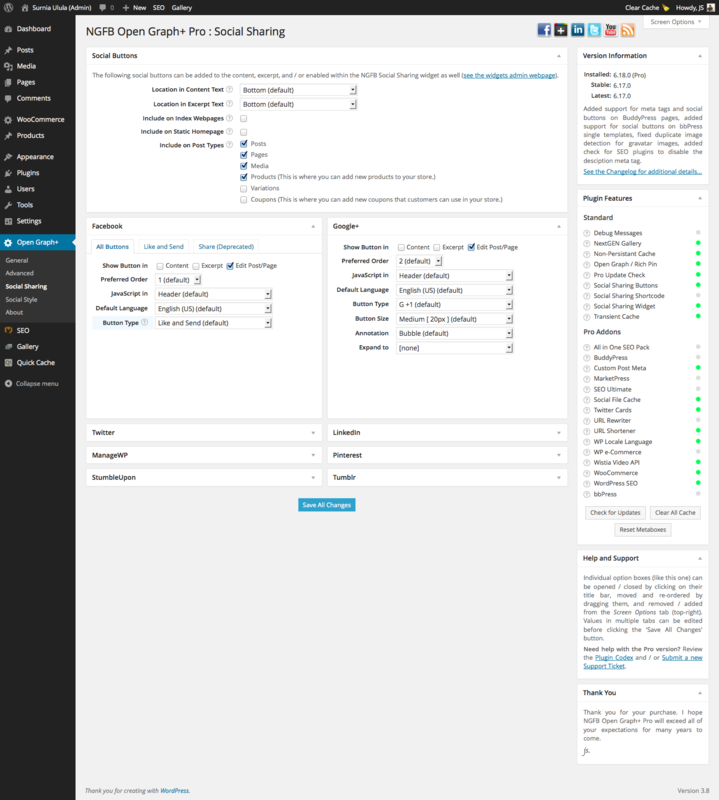 Surnia Ulula (Admin) 0 + New SEO Gallery Clear Cache Howdy, JS
Dashboard
Posts
Media
Pages
Comments
WooCommerce
Products
Appearance
Plugins
Users
Tools
Settings
Open Graph+
General
Advanced
Social Sharing
Social Style
About
SEO
Gallery
Quick Cache
Collapse menu
Screen Options
NGFB Open Graph+ Pro : Social Sharing
Social Buttons
The following social buttons can be added to the content, excerpt, and / or enabled within the NGFB Social Sharing widget as well (see the widgets admin webpage).
Location in Content Text ? Bottom (default)
Location in Excerpt Text ? Bottom (default)
Include on Index Webpages ?
Include on Static Homepage ?
Include on Post Types ? Posts
Pages
Media
Products (This is where you can add new products to your store.)
Variations
Coupons (This is where you can add new coupons that customers can use in your store.)
Facebook
All Buttons Like and Send Share (Deprecated)
Show Button in Content Excerpt Edit Post/Page
Preferred Order 1 (default)
JavaScript in Header (default)
Default Language English (US) (default)
Button Type ? Like and Send (default)
Google+
Show Button in Content Excerpt Edit Post/Page
Preferred Order 2 (default)
JavaScript in Header (default)
Default Language English (US) (default)
Button Type G +1 (default)
Button Size Medium [ 20px ] (default)
Annotation Bubble (default)
Expand to [none]
Twitter
LinkedIn
ManageWP
Pinterest
StumbleUpon
Tumblr
Save All Changes
Version Information
Installed: 6.18.0 (Pro)
Stable: 6.17.0
Latest: 6.17.0
Added support for meta tags and social
buttons on BuddyPress pages, added
support for social buttons on bbPress
single templates, fixed duplicate image
detection for gravatar images, added
check for SEO plugins to disable the
desciption meta tag.
See the Changelog for additional details...
Plugin Features
Standard
? Debug Messages
? NextGEN Gallery
? Non-Persistant Cache
? Open Graph / Rich Pin
? Pro Update Check
? Social Sharing Buttons
? Social Sharing Shortcode
? Social Sharing Widget
? Transient Cache
Pro Addons
? All in One SEO Pack
? BuddyPress
? Custom Post Meta
? MarketPress
? SEO Ultimate
? Social File Cache
? Twitter Cards
? URL Rewriter
? URL Shortener
? WP Locale Language
? WP e-Commerce
? Wistia Video API
? WooCommerce
? WordPress SEO
? bbPress
Check for Updates Clear All Cache
Reset Metaboxes
Help and Support
Individual option boxes (like this one) can
be opened / closed by clicking on their
title bar, moved and re-ordered by
dragging them, and removed / added
from the Screen Options tab (top-right).
Values in multiple tabs can be edited
before clicking the 'Save All Changes'
button.
Need help with the Pro version? Review
the Plugin Codex and / or Submit a new
Support Ticket.
Thank You
Thank you for your purchase. I hope
NGFB Open Graph+ Pro will exceed all of
your expectations for many years to
come.
js.
Thank you for creating with WordPress.
Version 3.8